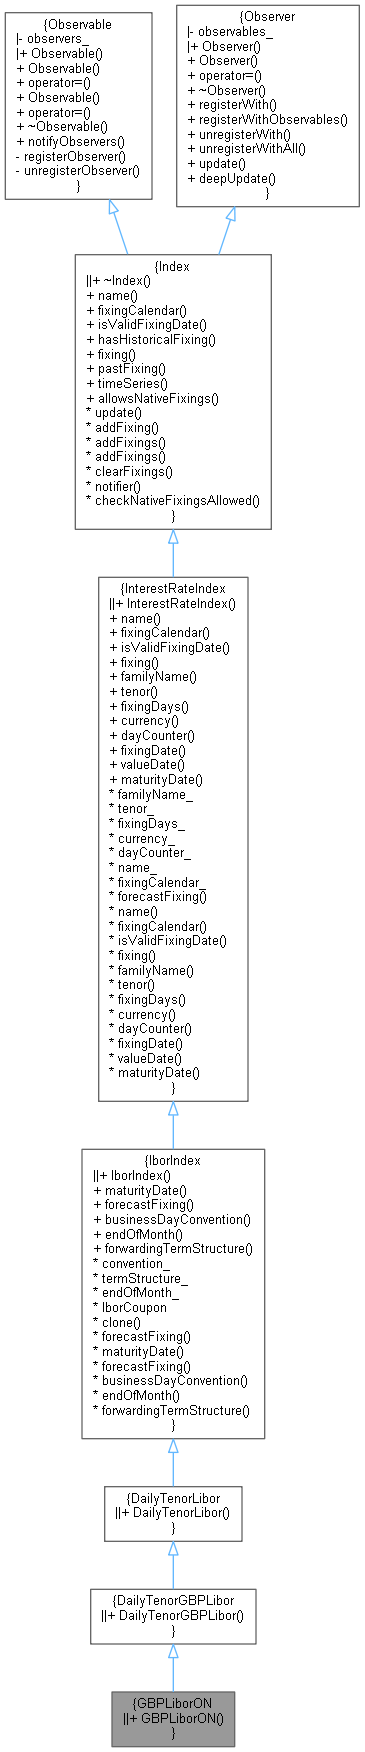 {Observable
|- observers_
|+ Observable()
+ Observable()
+ operator=()
+ Observable()
+ operator=()
+ ~Observable()
+ notifyObservers()
- registerObserver()
- unregisterObserver()
}
{Observer
|- observables_
|+ Observer()
+ Observer()
+ operator=()
+ ~Observer()
+ registerWith()
+ registerWithObservables()
+ unregisterWith()
+ unregisterWithAll()
+ update()
+ deepUpdate()
}
{Index
||+ ~Index()
+ name()
+ fixingCalendar()
+ isValidFixingDate()
+ hasHistoricalFixing()
+ fixing()
+ pastFixing()
+ timeSeries()
+ allowsNativeFixings()
* update()
* addFixing()
* addFixings()
* addFixings()
* clearFixings()
* notifier()
* checkNativeFixingsAllowed()
}
{InterestRateIndex
||+ InterestRateIndex()
+ name()
+ fixingCalendar()
+ isValidFixingDate()
+ fixing()
+ familyName()
+ tenor()
+ fixingDays()
+ currency()
+ dayCounter()
+ fixingDate()
+ valueDate()
+ maturityDate()
* familyName_
* tenor_
* fixingDays_
* currency_
* dayCounter_
* name_
* fixingCalendar_
* forecastFixing()
* name()
* fixingCalendar()
* isValidFixingDate()
* fixing()
* familyName()
* tenor()
* fixingDays()
* currency()
* dayCounter()
* fixingDate()
* valueDate()
* maturityDate()
}
{IborIndex
||+ IborIndex()
+ maturityDate()
+ forecastFixing()
+ businessDayConvention()
+ endOfMonth()
+ forwardingTermStructure()
* convention_
* termStructure_
* endOfMonth_
* IborCoupon
* clone()
* forecastFixing()
* maturityDate()
* forecastFixing()
* businessDayConvention()
* endOfMonth()
* forwardingTermStructure()
}
{DailyTenorLibor
||+ DailyTenorLibor()
}
{DailyTenorGBPLibor
||+ DailyTenorGBPLibor()
}
{GBPLiborON
||+ GBPLiborON()
}